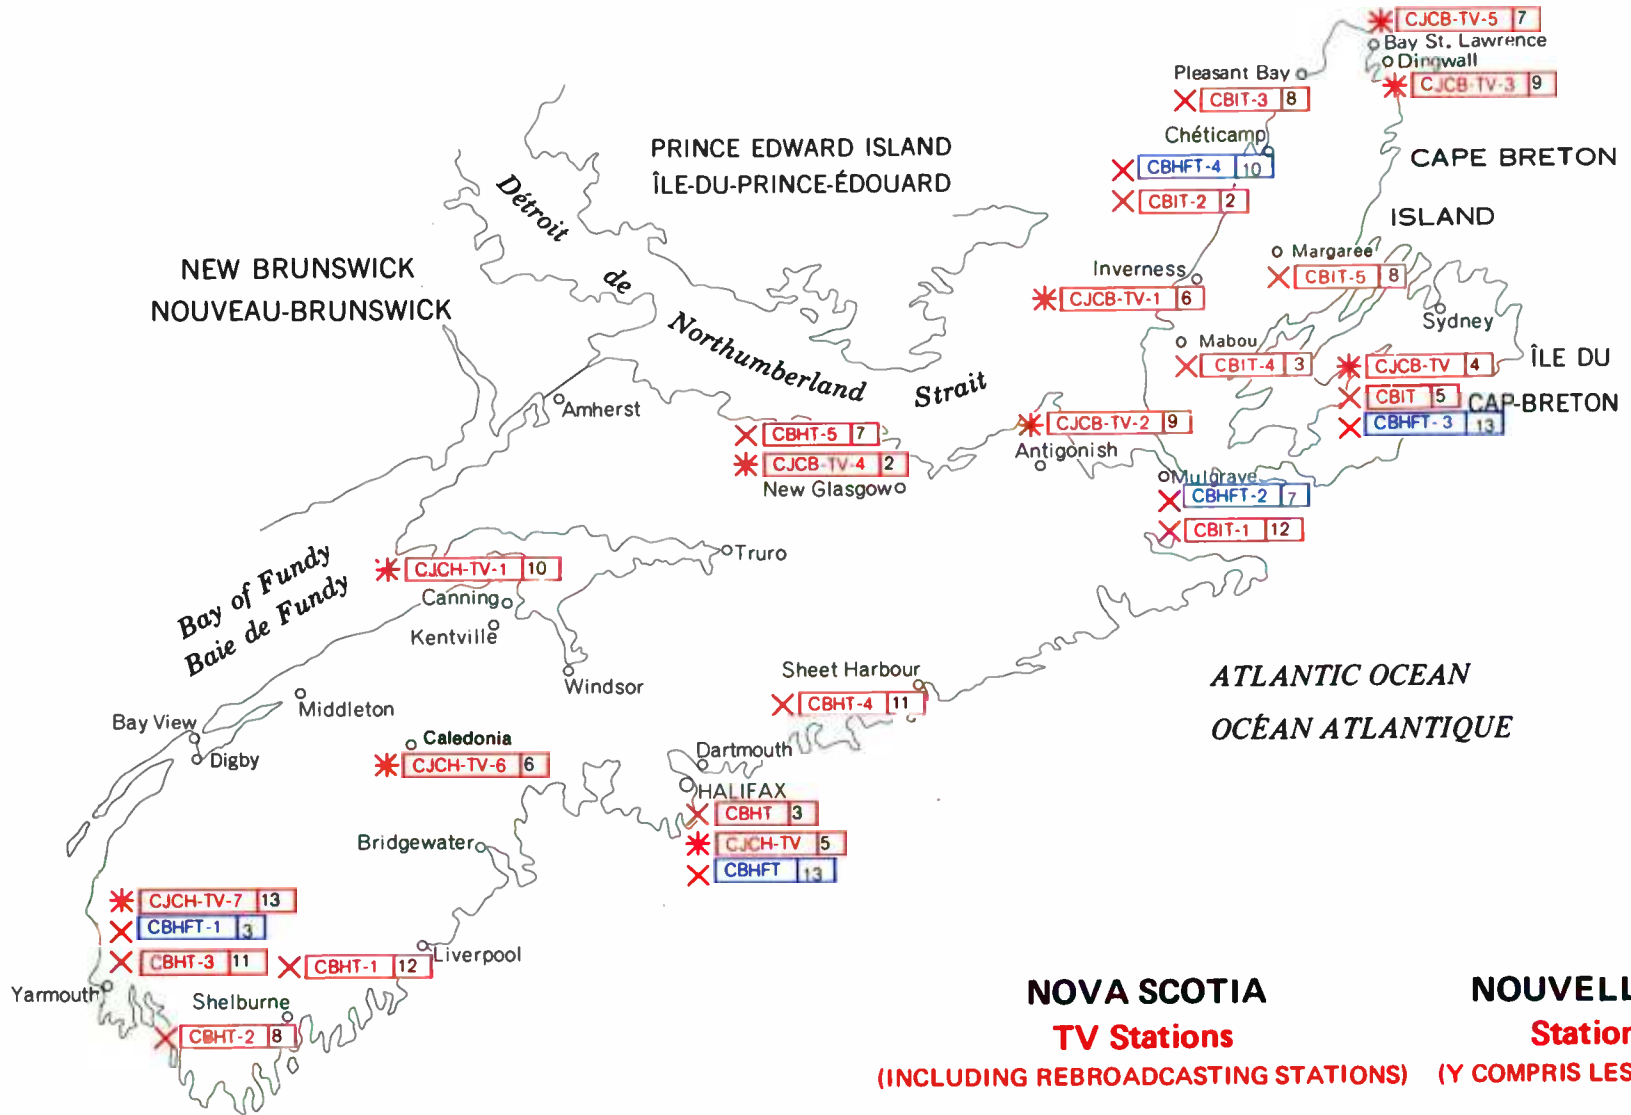 CJCB-TV-5 7
Bay St. Lawrence
Dingwall
CJCB-TV-3 9
Pleasant Bay
CBIT-3 8
Chéticamp
CBHFT-4 10
CBIT-2 2
PRINCE EDWARD ISLAND
ÎLE-DU-PRINCE-ÉDOUARD
CAPE BRETON
ISLAND
Détroit
de
Northumberland
Strait
NEW BRUNSWICK
NOUVEAU-BRUNSWICK
Margaree
CBIT-5 8
Inverness
CJCB-TV-1 6
Sydney
Mabou
CBIT-4 3
CJCB-TV 4
ÎLE DU
CBIT 5
CAP-BRETON
CBHFT-3 13
Amherst
CBHT-5 7
CJCB-TV-4 2
New Glasgow
CJCB-TV-2 9
Antigonish
Mulgrave
CBHFT-2 7
CBIT-1 12
Truro
CJCH-TV-1 10
Canning
Kentville
Bay of Fundy
Baie de Fundy
Windsor
Middleton
Bay View
Digby
Sheet Harbour
CBHT-4 11
ATLANTIC OCEAN
OCÉAN ATLANTIQUE
Caledonia
CJCH-TV-6 6
Dartmouth
HALIFAX
CBHT 3
CJCH-TV 5
CBHFT 13
Bridgewater
CJCH-TV-7 13
CBHFT-1 3
CBHT-3 11
CBHT-1 12
Liverpool
Yarmouth
Shelburne
CBHT-2 8
NOVA SCOTIA
TV Stations
(INCLUDING REBROADCASTING STATIONS)
NOUVELL
Station
(Y COMPRIS LES